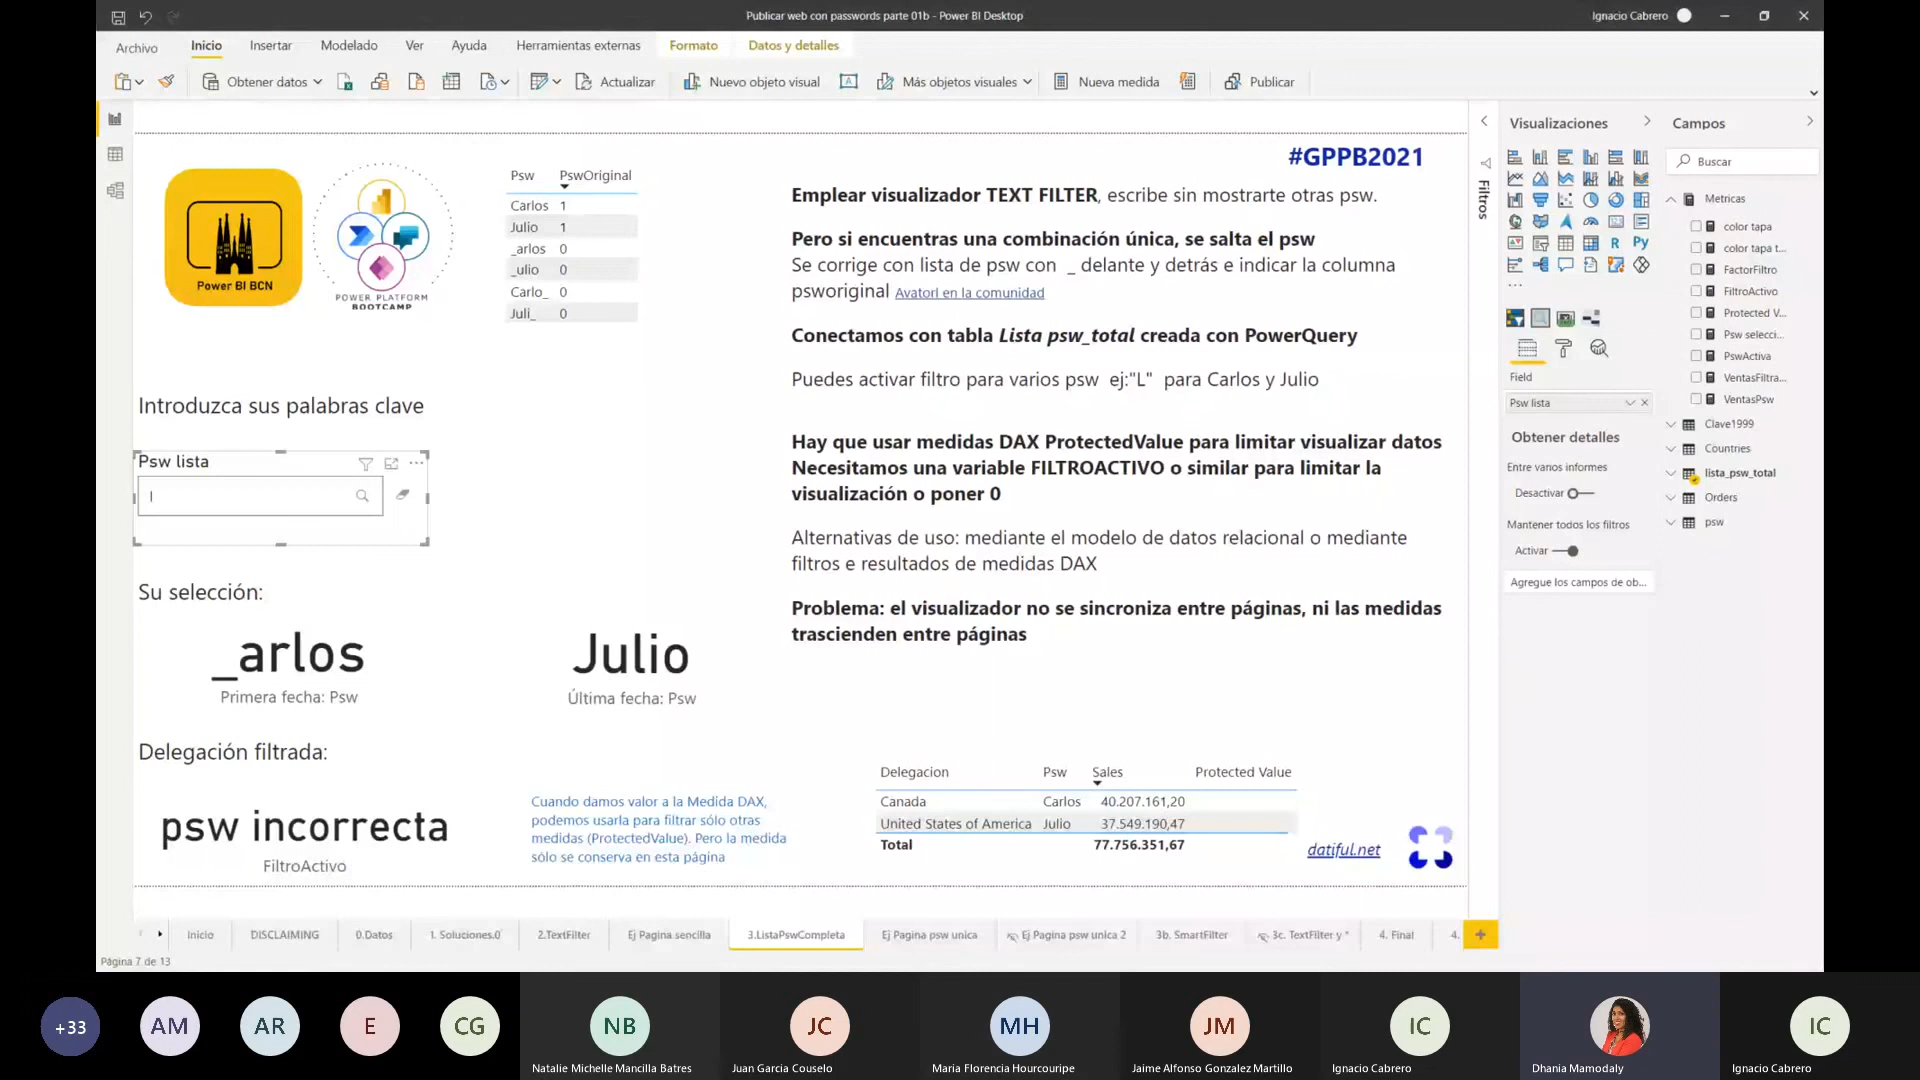 Publicar web con passwords parte 01b - Power BI Desktop
Ignacio Cabrero
Archivo
Inicio
Insertar
Modelado
Ver
Ayuda
Herramientas externas
Formato
Datos y detalles
Obtener datos
Actualizar
Nuevo objeto visual
Más objetos visuales
Nueva medida
Publicar
Power BI BCN
POWER PLATFORM
BOOTCAMP
Psw PswOriginal
Carlos 1
Julio 1
_arlos 0
_ulio 0
Carlo_ 0
Juli_ 0
#GPPB2021
Emplear visualizador TEXT FILTER, escribe sin mostrarte otras psw.
Pero si encuentras una combinación única, se salta el psw
Se corrige con lista de psw con _ delante y detrás e indicar la columna
psworiginal Avatorl en la comunidad
Conectamos con tabla Lista psw_total creada con PowerQuery
Puedes activar filtro para varios psw ej:"L" para Carlos y Julio
Hay que usar medidas DAX ProtectedValue para limitar visualizar datos
Necesitamos una variable FILTROACTIVO o similar para limitar la
visualización o poner 0
Alternativas de uso: mediante el modelo de datos relacional o mediante
filtros e resultados de medidas DAX
Problema: el visualizador no se sincroniza entre páginas, ni las medidas
trascienden entre páginas
Introduzca sus palabras clave
Psw lista
l
Su selección:
_arlos
Primera fecha: Psw
Julio
Última fecha: Psw
Delegación filtrada:
psw incorrecta
FiltroActivo
Cuando damos valor a la Medida DAX,
podemos usarla para filtrar sólo otras
medidas (ProtectedValue). Pero la medida
sólo se conserva en esta página
Delegacion Psw Sales Protected Value
Canada Carlos 40.207.161,20
United States of America Julio 37.549.190,47
Total 77.756.351,67
datiful.net
Filtros
Visualizaciones
R
Py
Field
Psw lista
Obtener detalles
Entre varios informes
Desactivar
Mantener todos los filtros
Activar
Agregue los campos de ob...
Campos
Buscar
Metricas
color tapa
color tapa t...
FactorFiltro
FiltroActivo
Protected V...
Psw selecci...
PswActiva
VentasFiltra...
VentasPsw
Clave1999
Countries
lista_psw_total
Orders
psw
Inicio
DISCLAIMING
0.Datos
1. Soluciones.0
2.TextFilter
Ej Pagina sencilla
3.ListaPswCompleta
Ej Pagina psw unica
Ej Pagina psw unica 2
3b. SmartFilter
3c. TextFilter y *
4. Final
4.
+
Página 7 de 13
+33
AM
AR
E
CG
NB
JC
MH
JM
IC
IC
Natalie Michelle Mancilla Batres
Juan Garcia Couselo
Maria Florencia Hourcouripe
Jaime Alfonso Gonzalez Martillo
Ignacio Cabrero
Dhania Mamodaly
Ignacio Cabrero